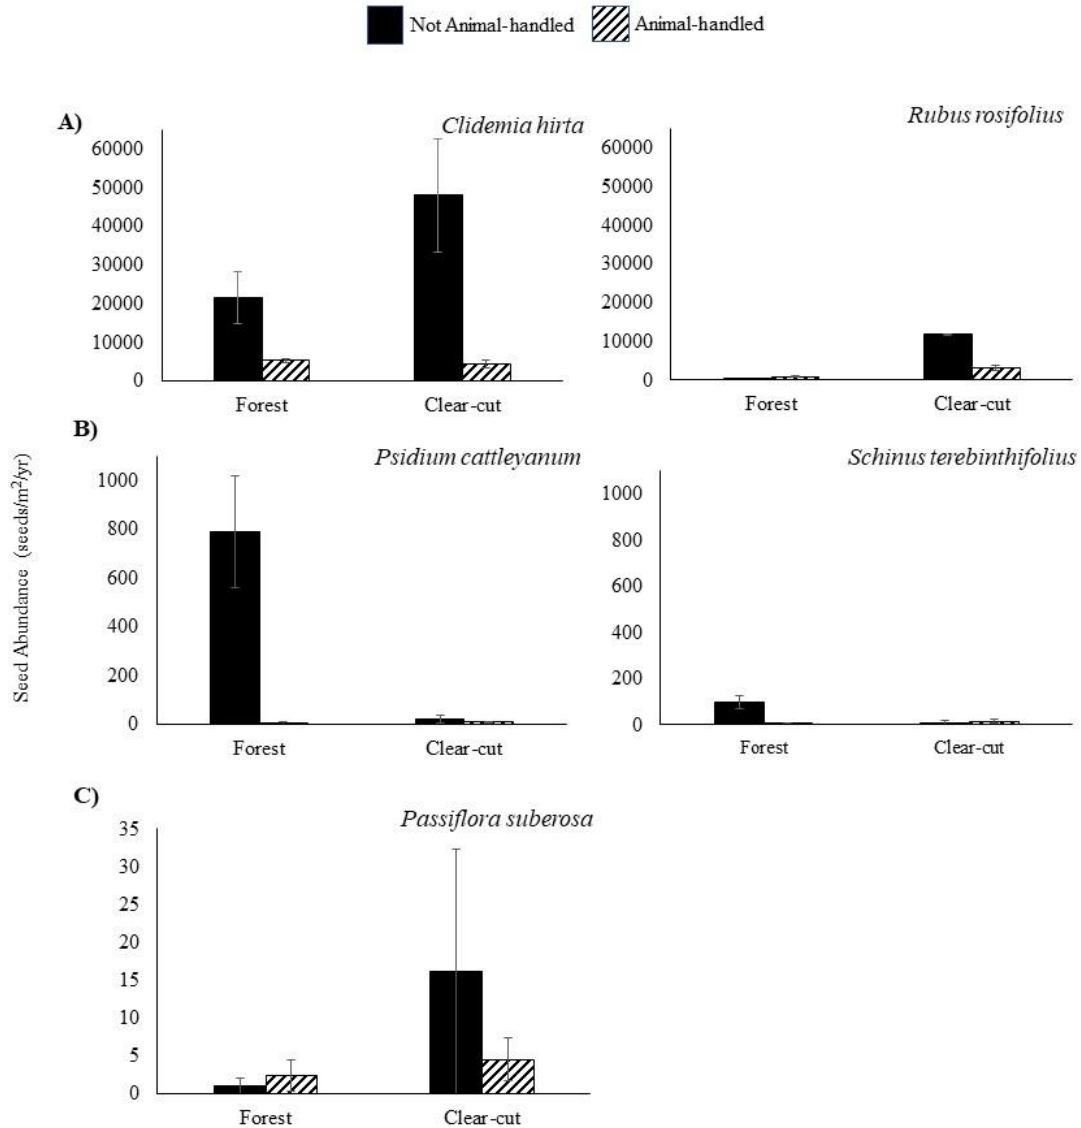 Not Animal-handled Animal-handled
A)
Clidemia hirta
60000
50000
40000
30000
20000
10000
0
Forest Clear-cut
Rubus rosifolius
60000
50000
40000
30000
20000
10000
0
Forest Clear-cut
Seed Abundance (seeds/m²/yr)
B)
Psidium cattleyanum
1000
800
600
400
200
0
Forest Clear-cut
Schinus terebinthifolius
1000
800
600
400
200
0
Forest Clear-cut
C)
Passiflora suberosa
35
30
25
20
15
10
5
0
Forest Clear-cut